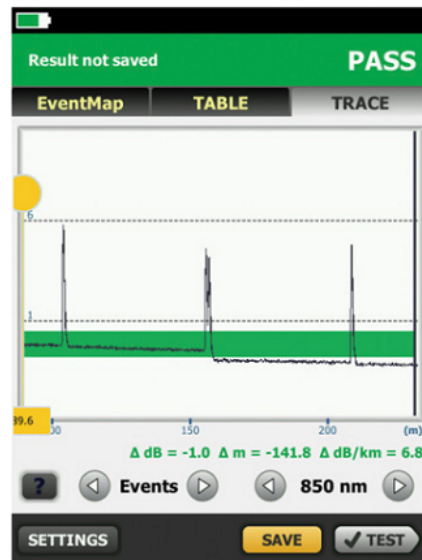 Result not saved PASS
EventMap TABLE TRACE
6
1
39.6
00 150 200 (m)
Δ dB = -1.0 Δ m = -141.8 Δ dB/km = 6.8
? Events 850 nm
SETTINGS SAVE TEST